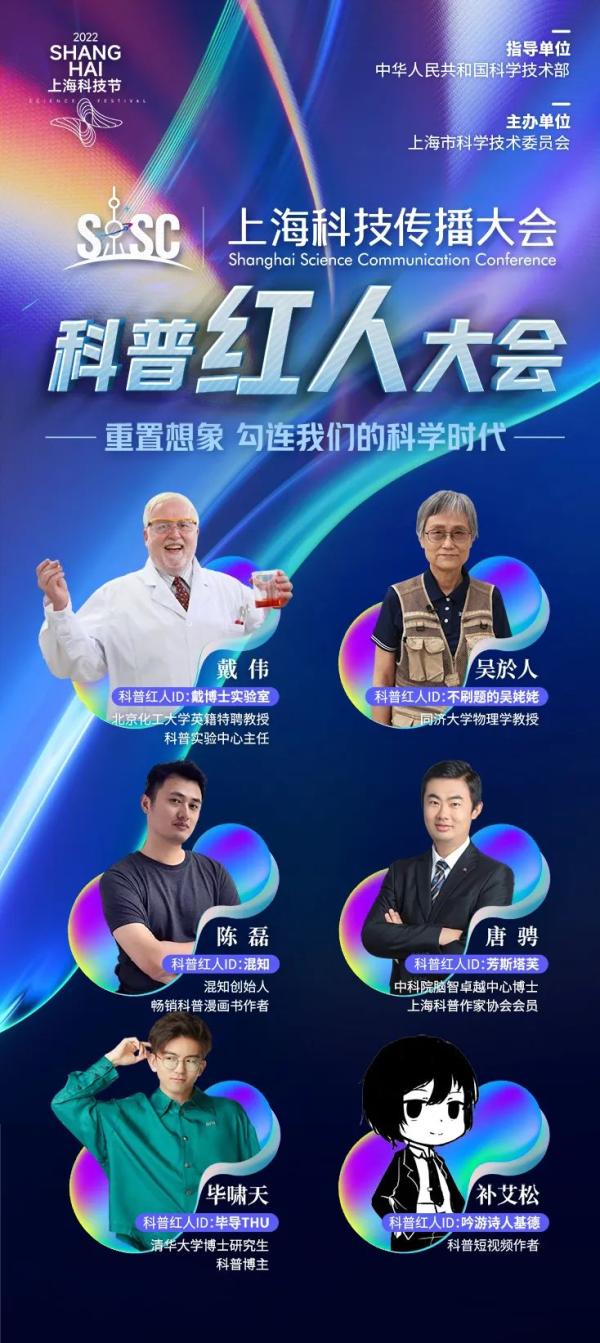 2022
SHANG
HAI
上海科技节
SCIENCE FESTIVAL
指导单位
中华人民共和国科学技术部
主办单位
上海市科学技术委员会
SSC
上海科技传播大会
Shanghai Science Communication Conference
科普红人大会
重置想象 勾连我们的科学时代
戴伟
科普红人ID:戴博士实验室
北京化工大学英籍特聘教授
科普实验中心主任
吴於人
科普红人ID:不刷题的吴姥姥
同济大学物理学教授
陈磊
科普红人ID:混知
混知创始人
畅销科普漫画书作者
唐骋
科普红人ID:芳斯塔芙
中科院脑智卓越中心博士
上海科普作家协会会员
毕啸天
科普红人ID:毕导THU
清华大学博士研究生
科普博主
补艾松
科普红人ID:吟游诗人基德
科普短视频作者